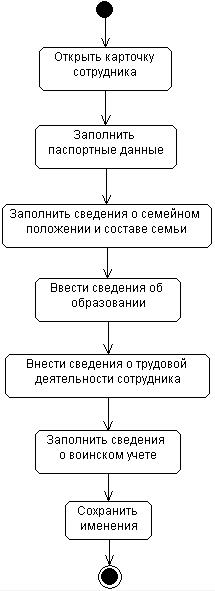 Открыть карточку
сотрудника
Заполнить
паспортные данные
Заполнить сведения о семейном
положении и составе семьи
Ввести сведения об
образовании
Внести сведения о трудовой
деятельности сотрудника
Заполнить сведения
о воинском учете
Сохранить
именения